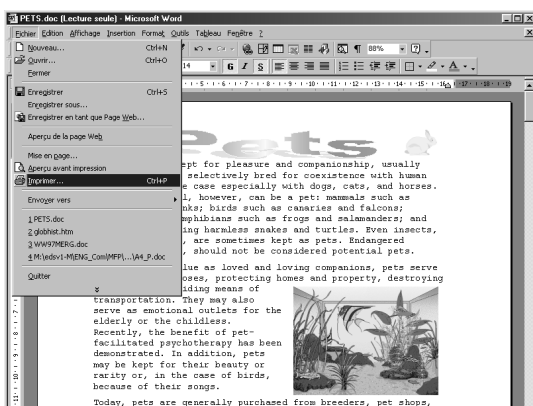 PETS.doc (Lecture seule) - Microsoft Word
Fichier Edition Affichage Insertion Format Outils Tableau Fenêtre ?
Nouveau... Ctrl+N
88%
Ouvrir... Ctrl+O
14 G I S
Fermer
Enregistrer Ctrl+S
Enregistrer sous...
Enregistrer en tant que Page Web...
Aperçu de la page Web
Mise en page...
Aperçu avant impression
Imprimer... Ctrl+P
Envoyer vers
1 PETS.doc
2 globhist.htm
3 WW97MERG.doc
4 M:\edsv1-M\ENG_Com\MFP\...\A4_P.doc
Quitter
Pets
ept for pleasure and companionship, usually
selectively bred for coexistence with human
e case especially with dogs, cats, and horses.
l, however, can be a pet: mammals such as
nks; birds such as canaries and falcons;
mphibians such as frogs and salamanders; and
ing harmless snakes and turtles. Even insects,
, are sometimes kept as pets. Endangered
, should not be considered potential pets.
lue as loved and loving companions, pets serve
oses, protecting homes and property, destroying
iding means of
transportation. They may also
serve as emotional outlets for the
elderly or the childless.
Recently, the benefit of pet-
facilitated psychotherapy has been
demonstrated. In addition, pets
may be kept for their beauty or
rarity or, in the case of birds,
because of their songs.
Today, pets are generally purchased from breeders, pet shops,